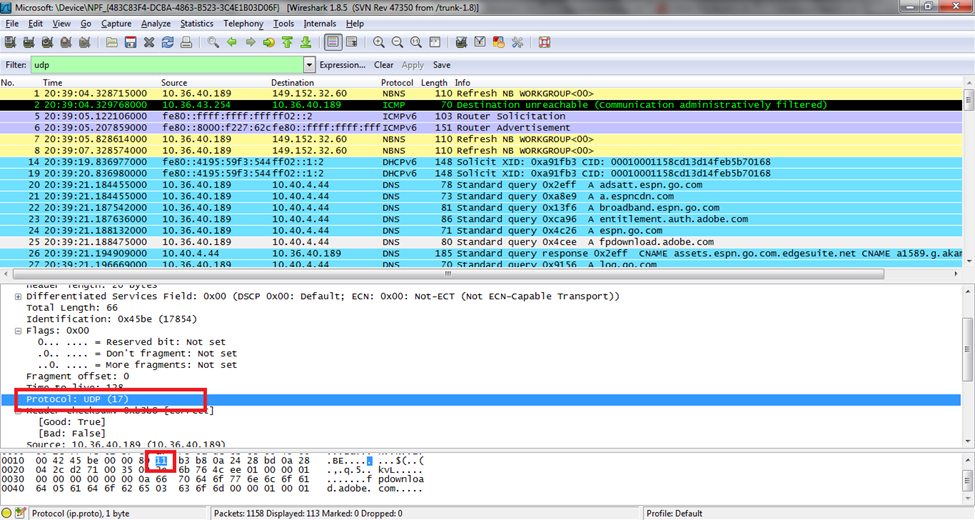 Microsoft: \Device\NPF_{483C83F4-DCBA-4863-B523-3C4E1B03D06F} [Wireshark 1.8.5 (SVN Rev 47350 from /trunk-1.8)]
File Edit View Go Capture Analyze Statistics Telephony Tools Internals Help
Filter: udp Expression... Clear Apply Save
No. Time Source Destination Protocol Length Info
1 20:39:04.328715000 10.36.40.189 149.152.32.60 NBNS 110 Refresh NB WORKGROUP<00>
2 20:39:04.329768000 10.36.43.254 10.36.40.189 ICMP 70 Destination unreachable (Communication administratively filtered)
5 20:39:05.122106000 fe80::ffff:ffff:ffff ff02::2 ICMPv6 103 Router Solicitation
6 20:39:05.207859000 fe80::8000:f227:62c fe80::ffff:ffff:fff ICMPv6 151 Router Advertisement
7 20:39:05.828614000 10.36.40.189 149.152.32.60 NBNS 110 Refresh NB WORKGROUP<00>
8 20:39:07.328574000 10.36.40.189 149.152.32.60 NBNS 110 Refresh NB WORKGROUP<00>
14 20:39:19.836977000 fe80::4195:59f3:544 ff02::1:2 DHCPv6 148 Solicit XID: 0xa91fb3 CID: 00010001158cd13d14feb5b70168
19 20:39:20.836980000 fe80::4195:59f3:544 ff02::1:2 DHCPv6 148 Solicit XID: 0xa91fb3 CID: 00010001158cd13d14feb5b70168
20 20:39:21.184455000 10.36.40.189 10.40.4.44 DNS 78 Standard query 0x2eff A adsatt.espn.go.com
21 20:39:21.184455000 10.36.40.189 10.40.4.44 DNS 73 Standard query 0xa8e9 A a.espncdn.com
22 20:39:21.187542000 10.36.40.189 10.40.4.44 DNS 81 Standard query 0x13f6 A broadband.espn.go.com
23 20:39:21.187636000 10.36.40.189 10.40.4.44 DNS 86 Standard query 0xca96 A entitlement.auth.adobe.com
24 20:39:21.188132000 10.36.40.189 10.40.4.44 DNS 71 Standard query 0x4c26 A espn.go.com
25 20:39:21.188475000 10.36.40.189 10.40.4.44 DNS 80 Standard query 0x4cee A fpdownload.adobe.com
26 20:39:21.194909000 10.40.4.44 10.36.40.189 DNS 185 Standard query response 0x2eff CNAME assets.espn.go.com.edgesuite.net CNAME a1589.g.akam
27 20:39:21.196669000 10.36.40.189 10.40.4.44 DNS 70 Standard query 0x9156 A log.go.com
Header length: 20 bytes
Differentiated Services Field: 0x00 (DSCP 0x00: Default; ECN: 0x00: Not-ECT (Not ECN-Capable Transport))
Total Length: 66
Identification: 0x45be (17854)
Flags: 0x00
0... .... = Reserved bit: Not set
.0.. .... = Don't fragment: Not set
..0. .... = More fragments: Not set
Fragment offset: 0
Time to live: 128
Protocol: UDP (17)
Header checksum: 0xb3b8 [correct]
[Good: True]
[Bad: False]
Source: 10.36.40.189 (10.36.40.189)
0010 00 42 45 be 00 00 80 11 b3 b8 0a 24 28 bd 0a 28 .BE..... ...$(..(
0020 04 2c cd 71 00 35 00 6b 76 4c ee 01 00 00 01 .,.q.5.. kvL.....
0030 00 00 00 00 00 00 0a 66 70 64 6f 77 6e 6c 6f 61 .......f pdownloa
0040 64 05 61 64 6f 62 65 03 63 6f 6d 00 00 01 00 01 d.adobe. com.....
Protocol (ip.proto), 1 byte Packets: 1158 Displayed: 113 Marked: 0 Dropped: 0 Profile: Default